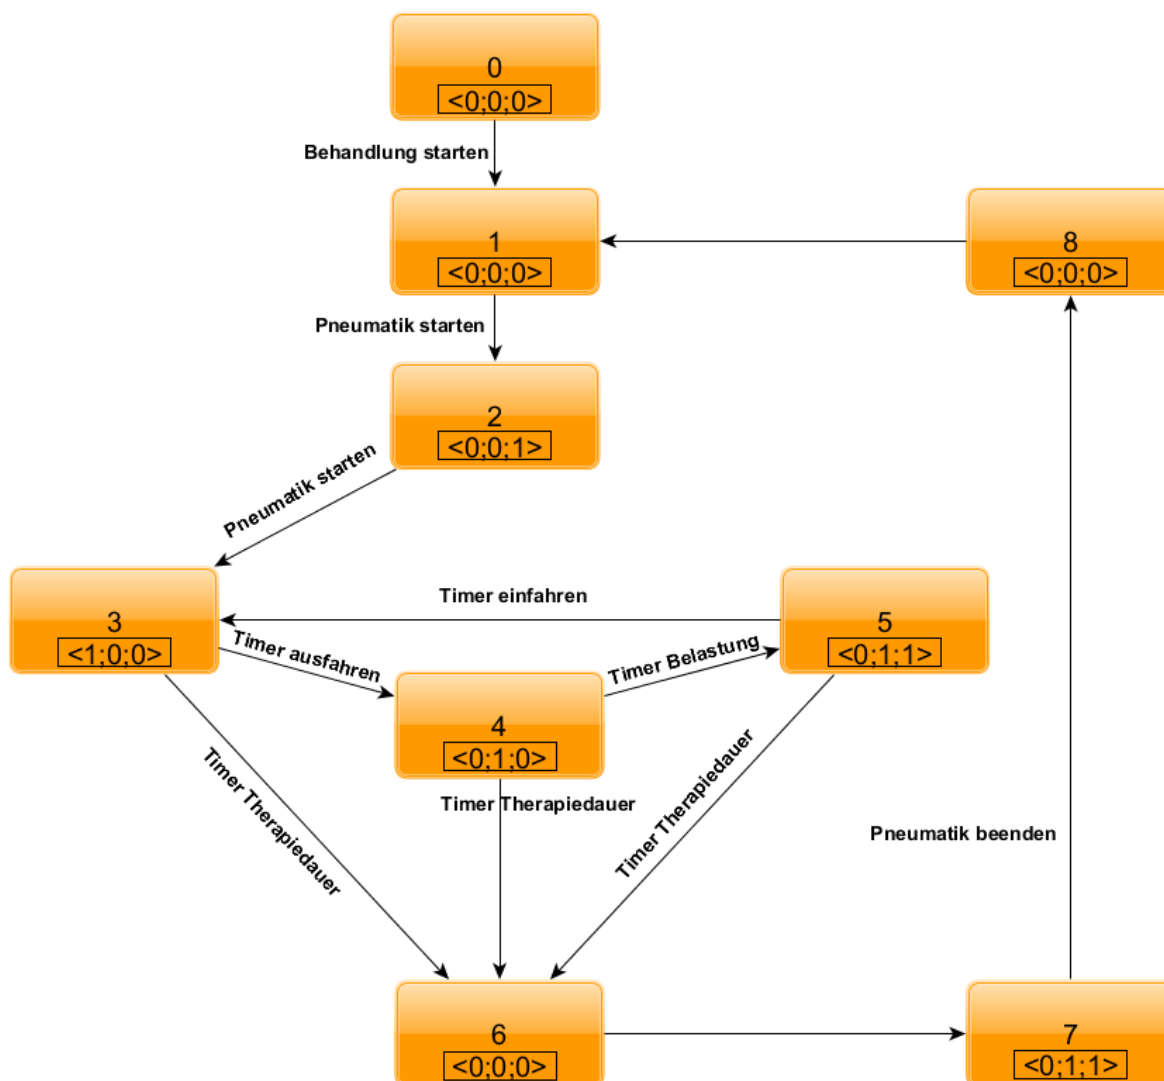 0
<0;0;0>
Behandlung starten
1
<0;0;0>
8
<0;0;0>
Pneumatik starten
2
<0;0;1>
Pneumatik starten
Timer einfahren
3
<1;0;0>
5
<0;1;1>
Timer ausfahren
Timer Belastung
4
<0;1;0>
Timer Therapiedauer
Timer Therapiedauer
Timer Therapiedauer
Pneumatik beenden
6
<0;0;0>
7
<0;1;1>